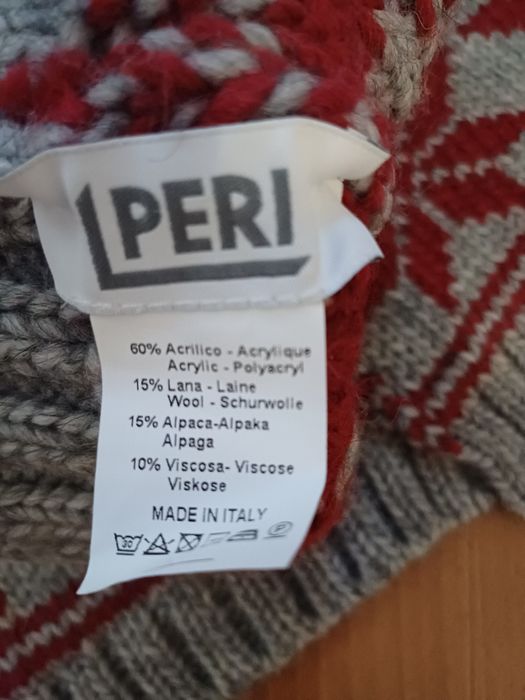 PERI
60% Acrilico - Acrylique
Acrylic - Polyacryl
15% Lana - Laine
Wool - Schurwolle
15% Alpaca-Alpaka
Alpaga
10% Viscosa- Viscose
Viskose
MADE IN ITALY
30
P